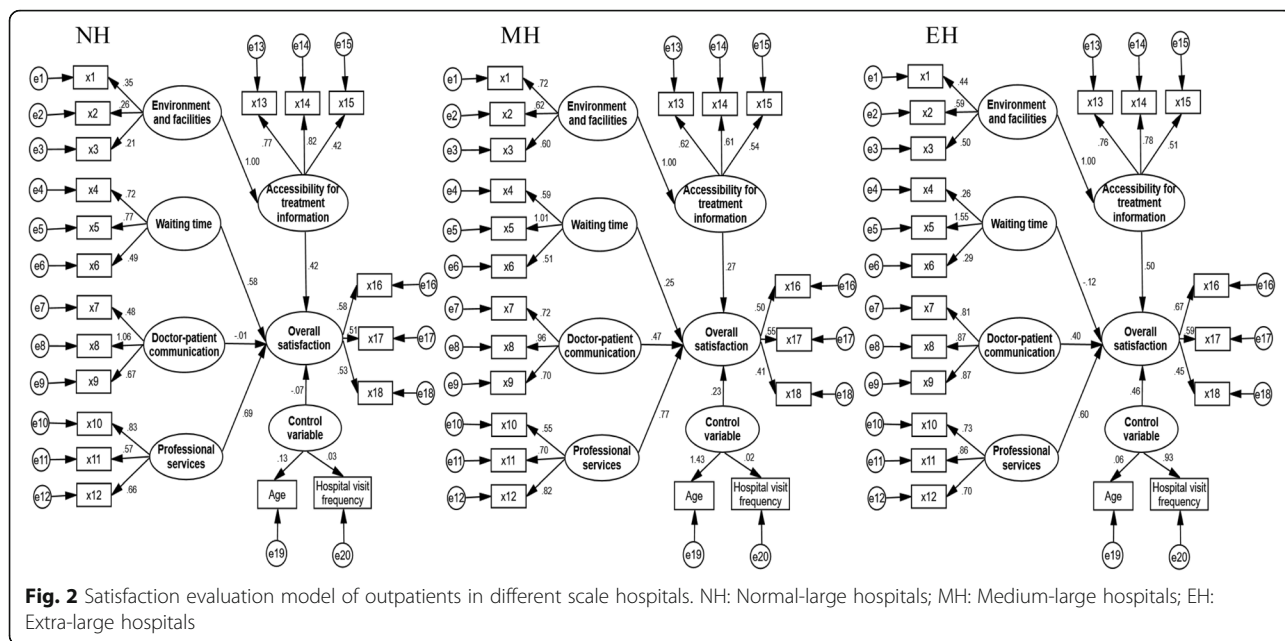 NH
e13
e14
e15
e1
x1
.35
e2
x2
.26
e3
x3
.21
Environment
and facilities
x13
x14
x15
.77
.82
.42
1.00
Accessibility for
treatment
information
e4
x4
.72
e5
x5
.77
e6
x6
.49
Waiting time
.58
.42
e7
x7
.48
e8
x8
1.06
e9
x9
.67
Doctor-patient
communication
-.01
Overall
satisfaction
.58
x16
e16
.51
x17
e17
.53
x18
e18
-.07
e10
x10
.83
e11
x11
.57
e12
x12
.66
Professional
services
.69
Control
variable
.13
.03
Age
Hospital visit
frequency
e19
e20
MH
e13
e14
e15
e1
x1
.72
e2
x2
.62
e3
x3
.60
Environment
and facilities
x13
x14
x15
.62
.61
.54
1.00
Accessibility for
treatment
information
e4
x4
.59
e5
x5
1.01
e6
x6
.51
Waiting time
.25
.27
e7
x7
.72
e8
x8
.96
e9
x9
.70
Doctor-patient
communication
.47
Overall
satisfaction
.50
x16
e16
.55
x17
e17
.41
x18
e18
.23
e10
x10
.55
e11
x11
.70
e12
x12
.82
Professional
services
.77
Control
variable
1.43
.02
Age
Hospital visit
frequency
e19
e20
EH
e13
e14
e15
e1
x1
.44
e2
x2
.59
e3
x3
.50
Environment
and facilities
x13
x14
x15
.76
.78
.51
1.00
Accessibility for
treatment
information
e4
x4
.26
e5
x5
1.55
e6
x6
.29
Waiting time
-.12
.50
e7
x7
.81
e8
x8
.87
e9
x9
.87
Doctor-patient
communication
.40
Overall
satisfaction
.67
x16
e16
.59
x17
e17
.45
x18
e18
.46
e10
x10
.73
e11
x11
.86
e12
x12
.70
Professional
services
.60
Control
variable
.06
.93
Age
Hospital visit
frequency
e19
e20
Fig. 2 Satisfaction evaluation model of outpatients in different scale hospitals. NH: Normal-large hospitals; MH: Medium-large hospitals; EH:
Extra-large hospitals